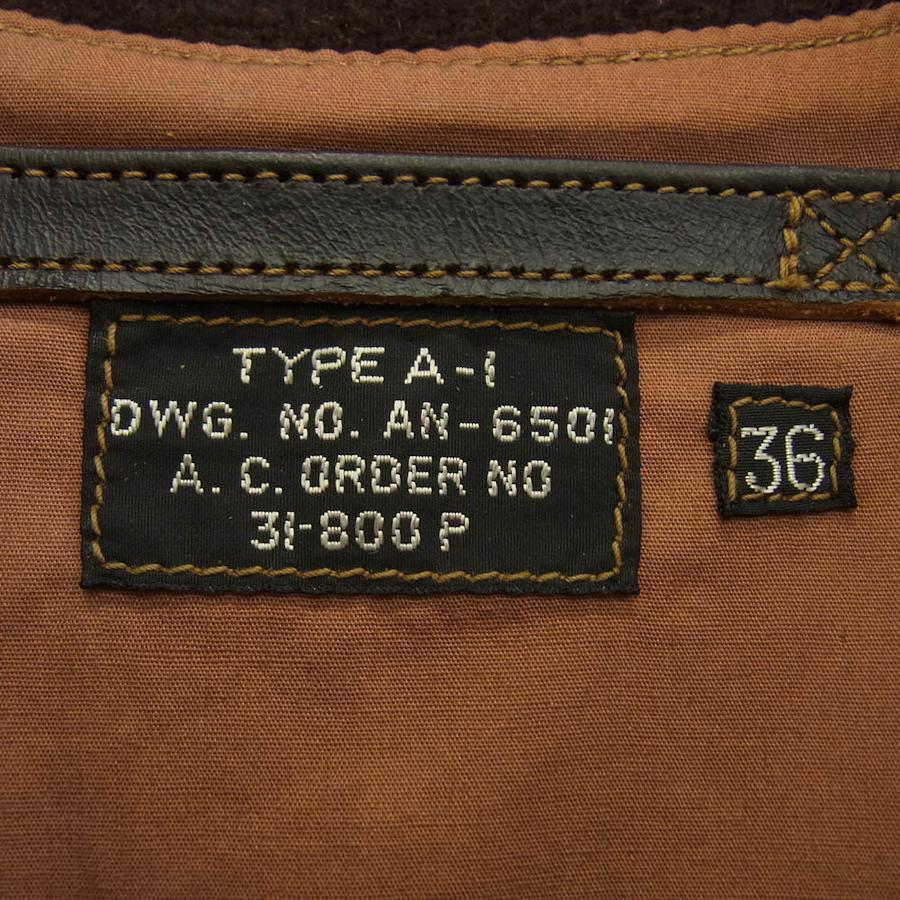 TYPE A-1
DWG. NO. AN-6501
A. C. ORDER NO
31-800 P
36